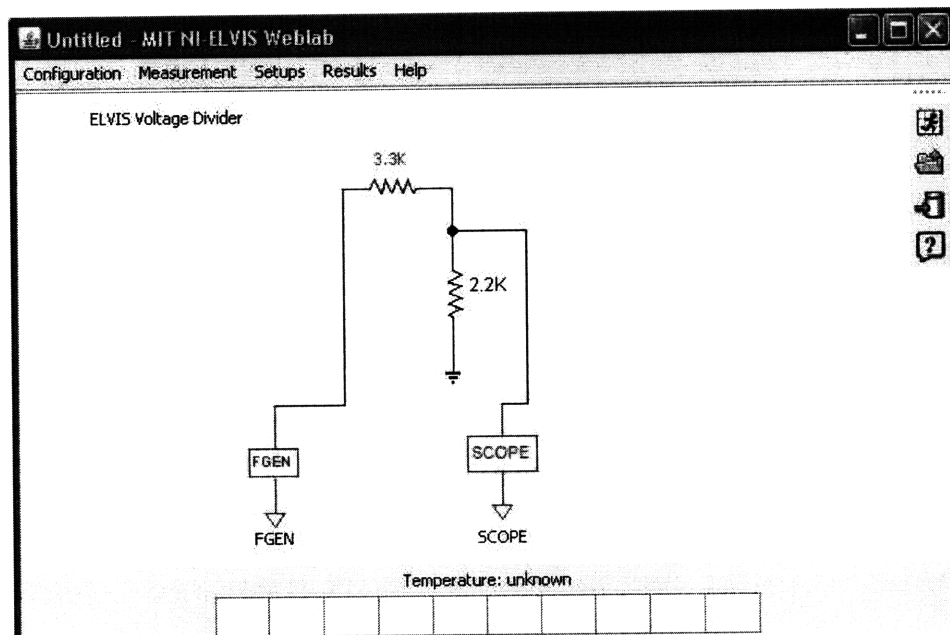 Untitled - MIT NI-ELVIS Weblab
Configuration Measurement Setups Results Help
ELVIS Voltage Divider
3.3K
2.2K
FGEN
SCOPE
FGEN
SCOPE
Temperature: unknown
?